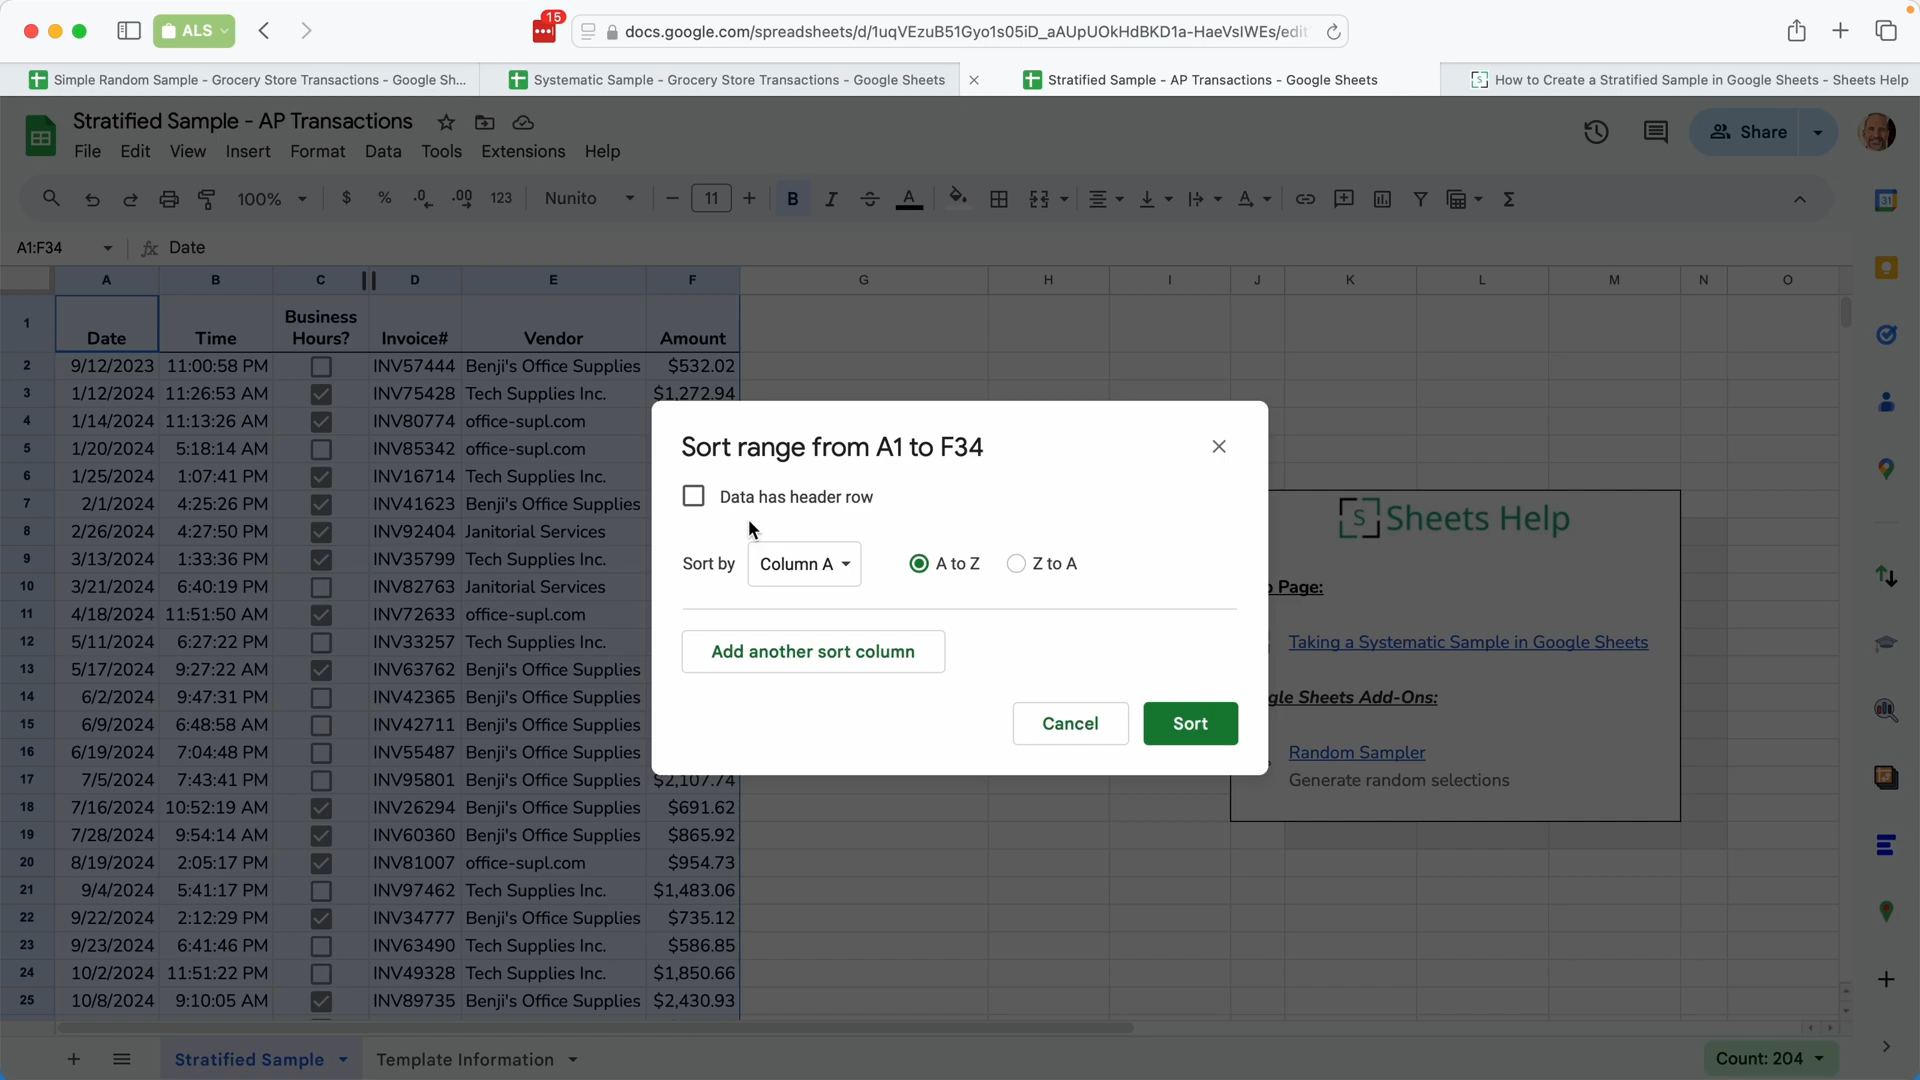 15
ALS
docs.google.com/spreadsheets/d/1uqVEzuB51Gyo1s05iD_aAUpUOkHdBKD1a-HaeVsIWEs/edit
Simple Random Sample - Grocery Store Transactions - Google Sh...
Systematic Sample - Grocery Store Transactions - Google Sheets
Stratified Sample - AP Transactions - Google Sheets
How to Create a Stratified Sample in Google Sheets - Sheets Help
Stratified Sample - AP Transactions
File Edit View Insert Format Data Tools Extensions Help
Share
100% $ % .0 .00 123 Nunito 11 B I A
A1:F34 fx Date
A B C D E F G H I J K L M N O
1 Date Time Business Hours? Invoice# Vendor Amount
2 9/12/2023 11:00:58 PM INV57444 Benji's Office Supplies $532.02
3 1/12/2024 11:26:53 AM INV75428 Tech Supplies Inc. $1,272.94
4 1/14/2024 11:13:26 AM INV80774 office-supl.com
5 1/20/2024 5:18:14 AM INV85342 office-supl.com
6 1/25/2024 1:07:41 PM INV16714 Tech Supplies Inc.
7 2/1/2024 4:25:26 PM INV41623 Benji's Office Supplies
8 2/26/2024 4:27:50 PM INV92404 Janitorial Services
9 3/13/2024 1:33:36 PM INV35799 Tech Supplies Inc.
10 3/21/2024 6:40:19 PM INV82763 Janitorial Services
11 4/18/2024 11:51:50 AM INV72633 office-supl.com
12 5/11/2024 6:27:22 PM INV33257 Tech Supplies Inc.
13 5/17/2024 9:27:22 AM INV63762 Benji's Office Supplies
14 6/2/2024 9:47:31 PM INV42365 Benji's Office Supplies
15 6/9/2024 6:48:58 AM INV42711 Benji's Office Supplies
16 6/19/2024 7:04:48 PM INV55487 Benji's Office Supplies
17 7/5/2024 7:43:41 PM INV95801 Benji's Office Supplies $2,107.74
18 7/16/2024 10:52:19 AM INV26294 Benji's Office Supplies $691.62
19 7/28/2024 9:54:14 AM INV60360 Benji's Office Supplies $865.92
20 8/19/2024 2:05:17 PM INV81007 office-supl.com $954.73
21 9/4/2024 5:41:17 PM INV97462 Tech Supplies Inc. $1,483.06
22 9/22/2024 2:12:29 PM INV34777 Benji's Office Supplies $735.12
23 9/23/2024 6:41:46 PM INV63490 Tech Supplies Inc. $586.85
24 10/2/2024 11:51:22 PM INV49328 Tech Supplies Inc. $1,850.66
25 10/8/2024 9:10:05 AM INV89735 Benji's Office Supplies $2,430.93
Sort range from A1 to F34
Data has header row
Sort by Column A A to Z Z to A
Add another sort column
Cancel Sort
Sheets Help
Page:
Taking a Systematic Sample in Google Sheets
gle Sheets Add-Ons:
Random Sampler
Generate random selections
31
Stratified Sample Template Information Count: 204